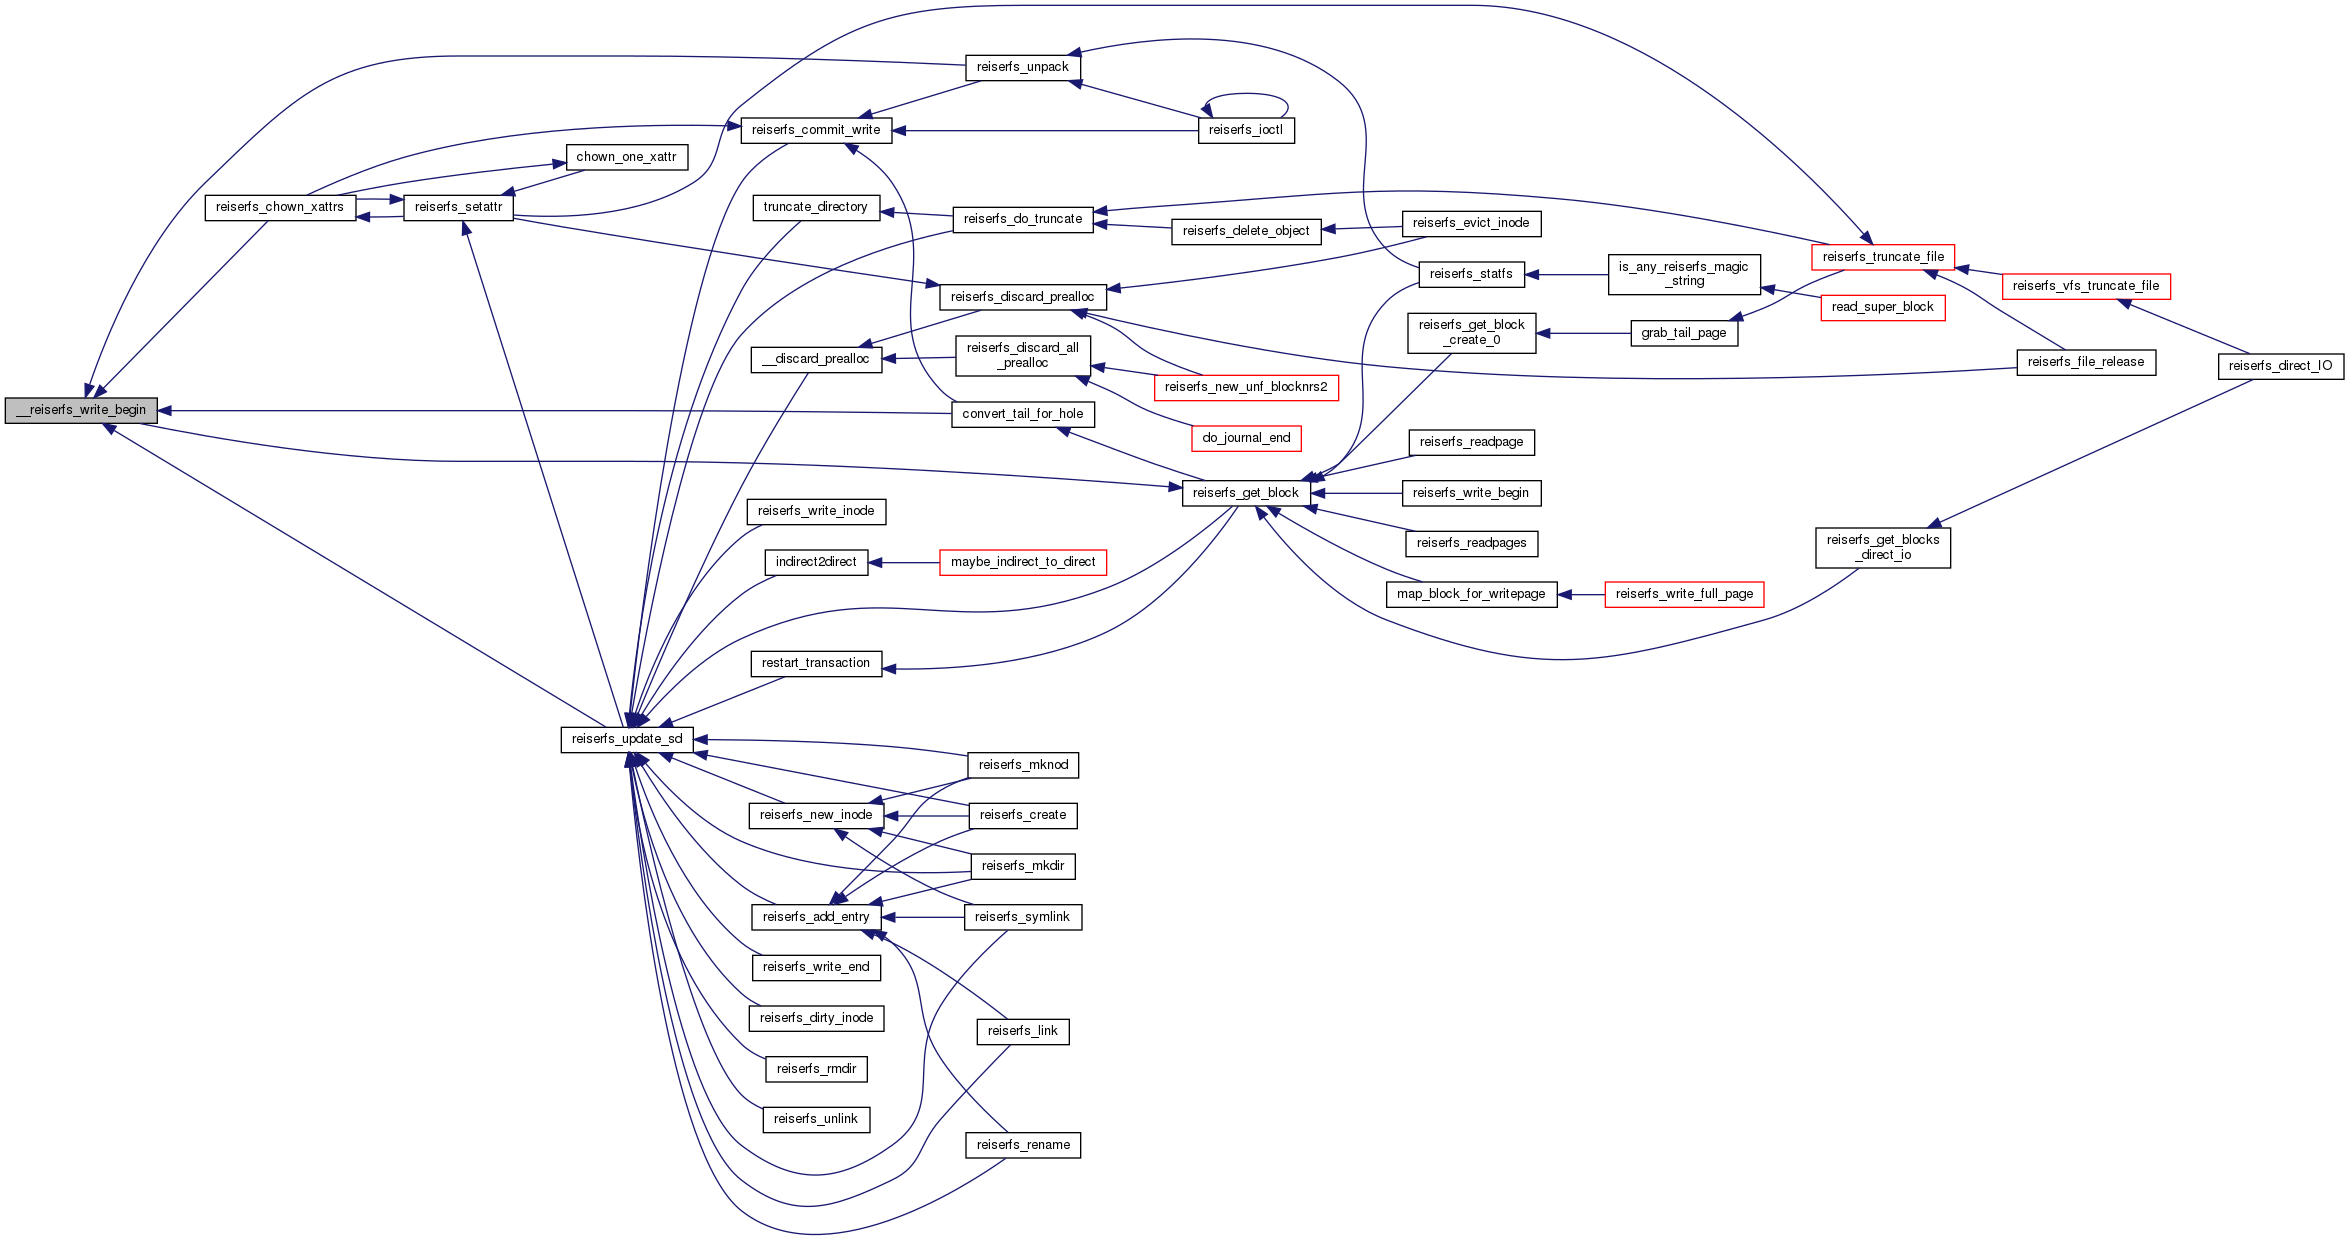 reiserfs_unpack
reiserfs_commit_write
reiserfs_ioctl
chown_one_xattr
reiserfs_chown_xattrs
reiserfs_setattr
truncate_directory
reiserfs_do_truncate
reiserfs_delete_object
reiserfs_evict_inode
reiserfs_truncate_file
reiserfs_statfs
is_any_reiserfs_magic
_string
reiserfs_vfs_truncate_file
reiserfs_discard_prealloc
read_super_block
reiserfs_get_block
_create_0
grab_tail_page
__discard_prealloc
reiserfs_discard_all
_prealloc
reiserfs_file_release
reiserfs_direct_IO
reiserfs_new_unf_blocknrs2
__reiserfs_write_begin
convert_tail_for_hole
do_journal_end
reiserfs_readpage
reiserfs_get_block
reiserfs_write_begin
reiserfs_write_inode
reiserfs_readpages
reiserfs_get_blocks
_direct_io
indirect2direct
maybe_indirect_to_direct
map_block_for_writepage
reiserfs_write_full_page
restart_transaction
reiserfs_update_sd
reiserfs_mknod
reiserfs_new_inode
reiserfs_create
reiserfs_mkdir
reiserfs_add_entry
reiserfs_symlink
reiserfs_write_end
reiserfs_dirty_inode
reiserfs_link
reiserfs_rmdir
reiserfs_unlink
reiserfs_rename